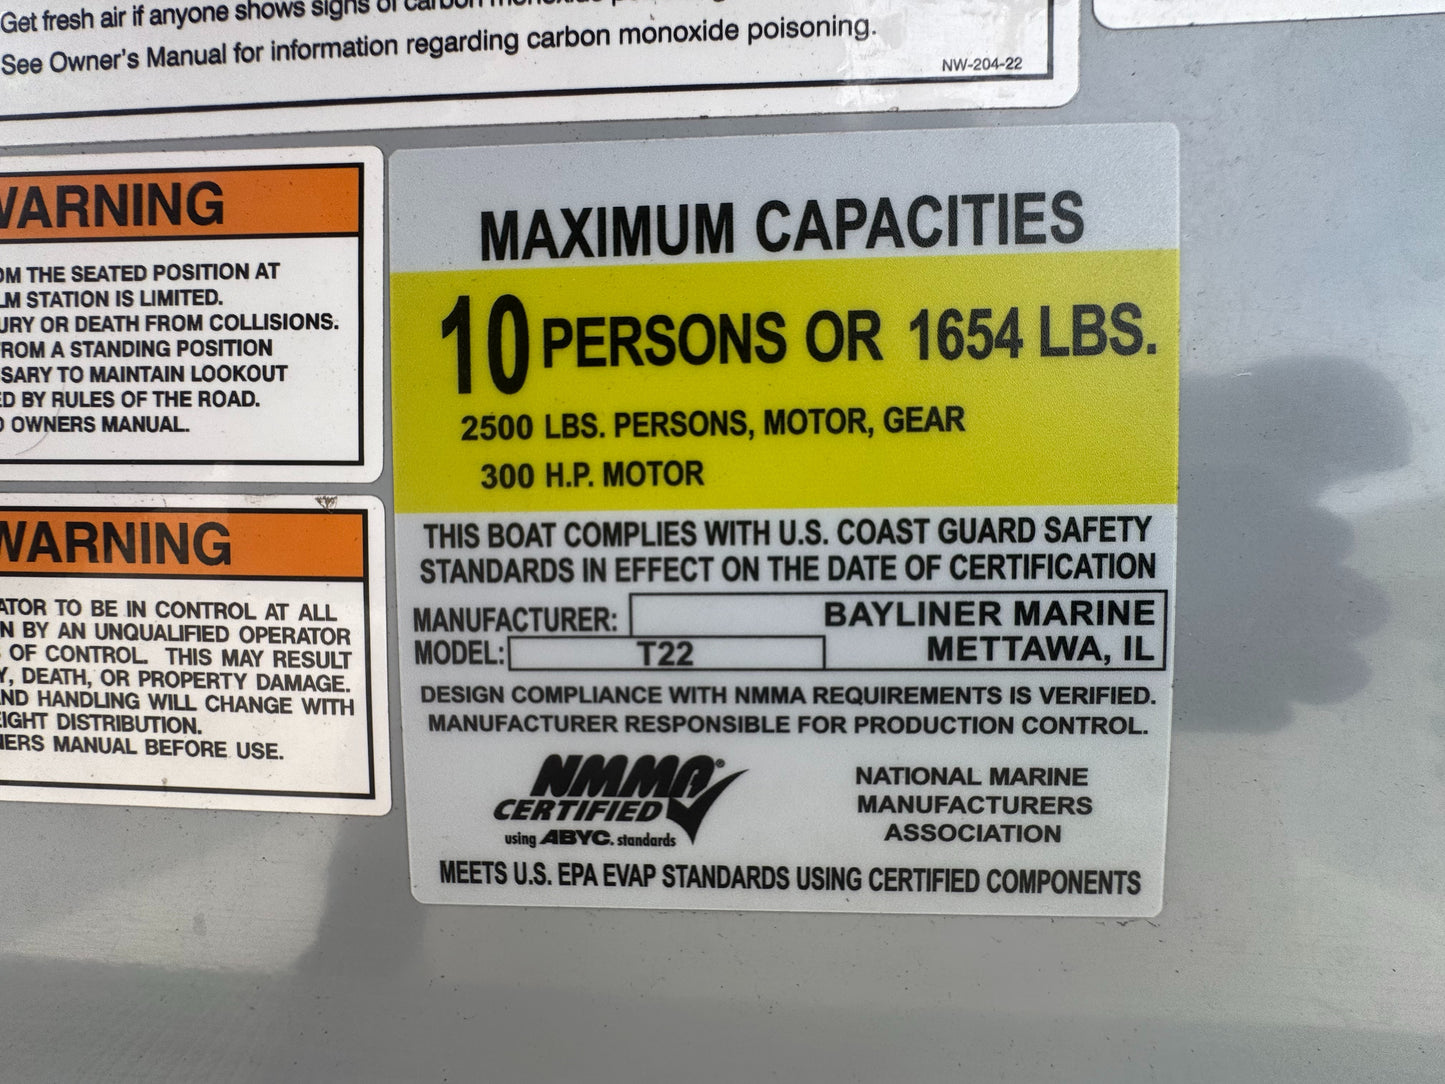 Get fresh air if anyone shows signs of carbon monoxide
See Owner's Manual for information regarding carbon monoxide poisoning.
NW-204-22
WARNING
OM THE SEATED POSITION AT
LM STATION IS LIMITED.
URY OR DEATH FROM COLLISIONS.
ROM A STANDING POSITION
SARY TO MAINTAIN LOOKOUT
ED BY RULES OF THE ROAD.
OWNERS MANUAL.
WARNING
ATOR TO BE IN CONTROL AT ALL
N BY AN UNQUALIFIED OPERATOR
OF CONTROL. THIS MAY RESULT
Y, DEATH, OR PROPERTY DAMAGE.
ND HANDLING WILL CHANGE WITH
EIGHT DISTRIBUTION.
NERS MANUAL BEFORE USE.
MAXIMUM CAPACITIES
10 PERSONS OR 1654 LBS.
2500 LBS. PERSONS, MOTOR, GEAR
300 H.P. MOTOR
THIS BOAT COMPLIES WITH U.S. COAST GUARD SAFETY
STANDARDS IN EFFECT ON THE DATE OF CERTIFICATION
MANUFACTURER: BAYLINER MARINE
MODEL: T22 METTAWA, IL
DESIGN COMPLIANCE WITH NMMA REQUIREMENTS IS VERIFIED.
MANUFACTURER RESPONSIBLE FOR PRODUCTION CONTROL.
NMMA®
CERTIFIED
using ABYC. standards
NATIONAL MARINE
MANUFACTURERS
ASSOCIATION
MEETS U.S. EPA EVAP STANDARDS USING CERTIFIED COMPONENTS